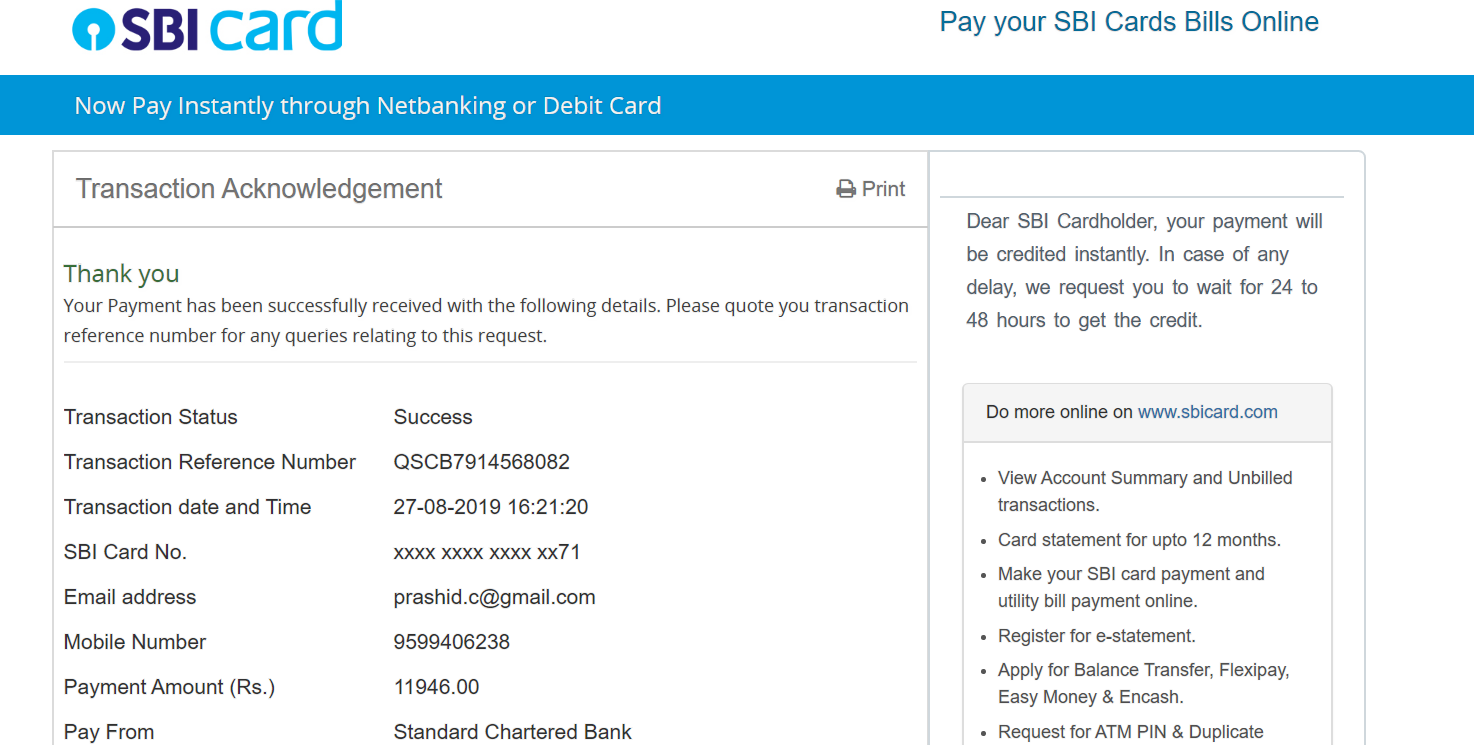 SBI card
Pay your SBI Cards Bills Online
Now Pay Instantly through Netbanking or Debit Card
Transaction Acknowledgement
Print
Thank you
Your Payment has been successfully received with the following details. Please quote you transaction
reference number for any queries relating to this request.
Transaction Status Success
Transaction Reference Number QSCB7914568082
Transaction date and Time 27-08-2019 16:21:20
SBI Card No. xxxx xxxx xxxx xx71
Email address prashid.c@gmail.com
Mobile Number 9599406238
Payment Amount (Rs.) 11946.00
Pay From Standard Chartered Bank
Dear SBI Cardholder, your payment will
be credited instantly. In case of any
delay, we request you to wait for 24 to
48 hours to get the credit.
Do more online on www.sbicard.com
• View Account Summary and Unbilled
transactions.
• Card statement for upto 12 months.
• Make your SBI card payment and
utility bill payment online.
• Register for e-statement.
• Apply for Balance Transfer, Flexipay,
Easy Money & Encash.
• Request for ATM PIN & Duplicate